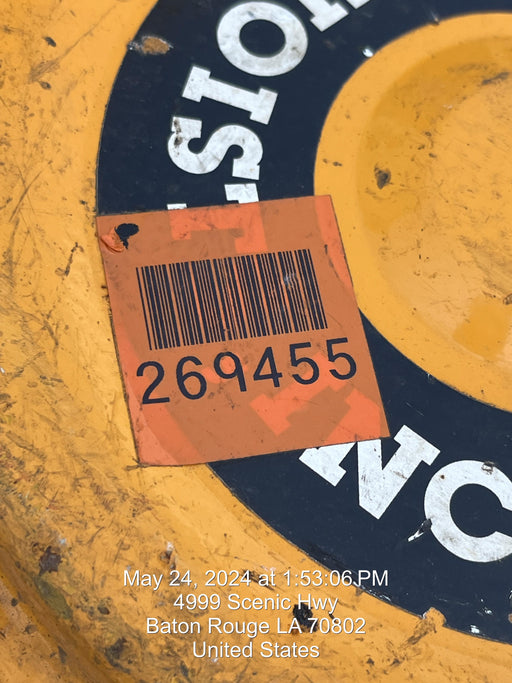 269455
May 24, 2024 at 1:53:06 PM
4999 Scenic Hwy
Baton Rouge LA 70802
United States